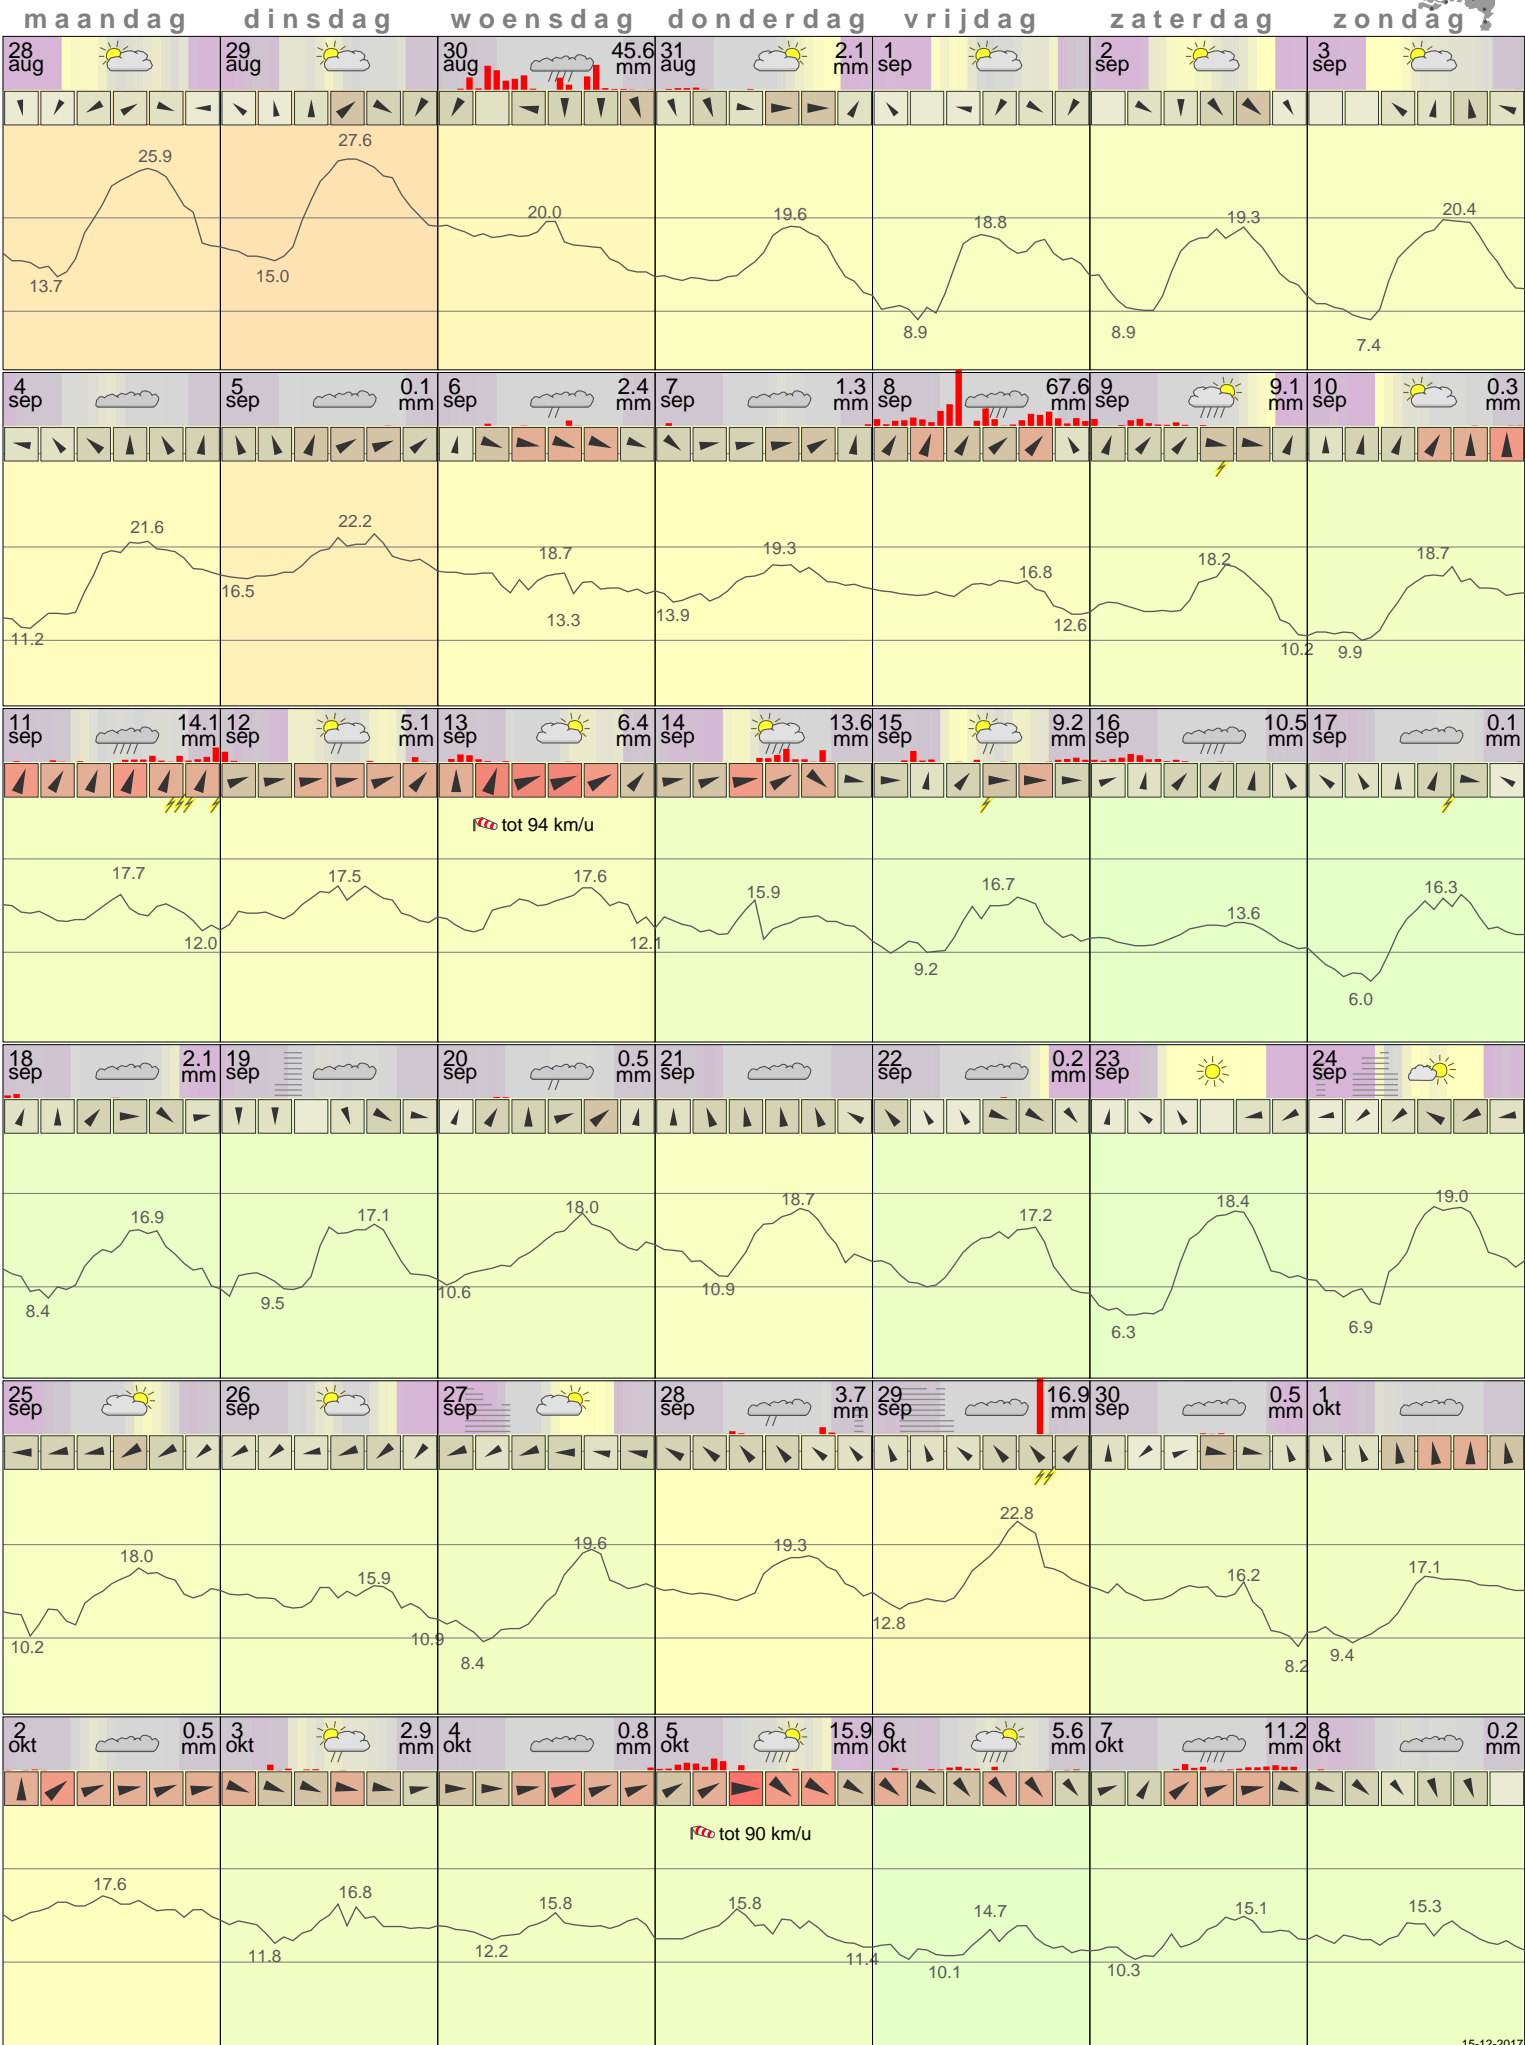 maandag dinsdag woensdag donderdag vrijdag zaterdag zondag
28 aug
29 aug
30 aug 45.6 mm
31 aug 2.1 mm
1 sep
2 sep
3 sep
25.9 27.6 20.0 19.6 18.8 19.3 20.4
13.7 15.0 8.9 8.9 7.4
4 sep
5 sep 0.1 mm
6 sep 2.4 mm
7 sep 1.3 mm
8 sep 67.6 mm
9 sep 9.1 mm
10 sep 0.3 mm
21.6 22.2 18.7 19.3 16.8 18.2 18.7
11.2 16.5 13.3 13.9 12.6 10.2 9.9
11 sep 14.1 mm
12 sep 5.1 mm
13 sep 6.4 mm
14 sep 13.6 mm
15 sep 9.2 mm
16 sep 10.5 mm
17 sep 0.1 mm
tot 94 km/u
17.7 17.5 17.6 15.9 16.7 13.6 16.3
12.0 12.1 9.2 6.0
18 sep 2.1 mm
19 sep
20 sep 0.5 mm
21 sep
22 sep 0.2 mm
23 sep
24 sep
16.9 17.1 18.0 18.7 17.2 18.4 19.0
8.4 9.5 10.6 10.9 6.3 6.9
25 sep
26 sep
27 sep
28 sep 3.7 mm
29 sep 16.9 mm
30 sep 0.5 mm
1 okt
18.0 15.9 19.6 19.3 22.8 16.2 17.1
10.2 10.9 8.4 12.8 8.2 9.4
2 okt 0.5 mm
3 okt 2.9 mm
4 okt 0.8 mm
5 okt 15.9 mm
6 okt 5.6 mm
7 okt 11.2 mm
8 okt 0.2 mm
tot 90 km/u
17.6 16.8 15.8 15.8 14.7 15.1 15.3
11.8 12.2 11.4 10.1 10.3
15-12-2017